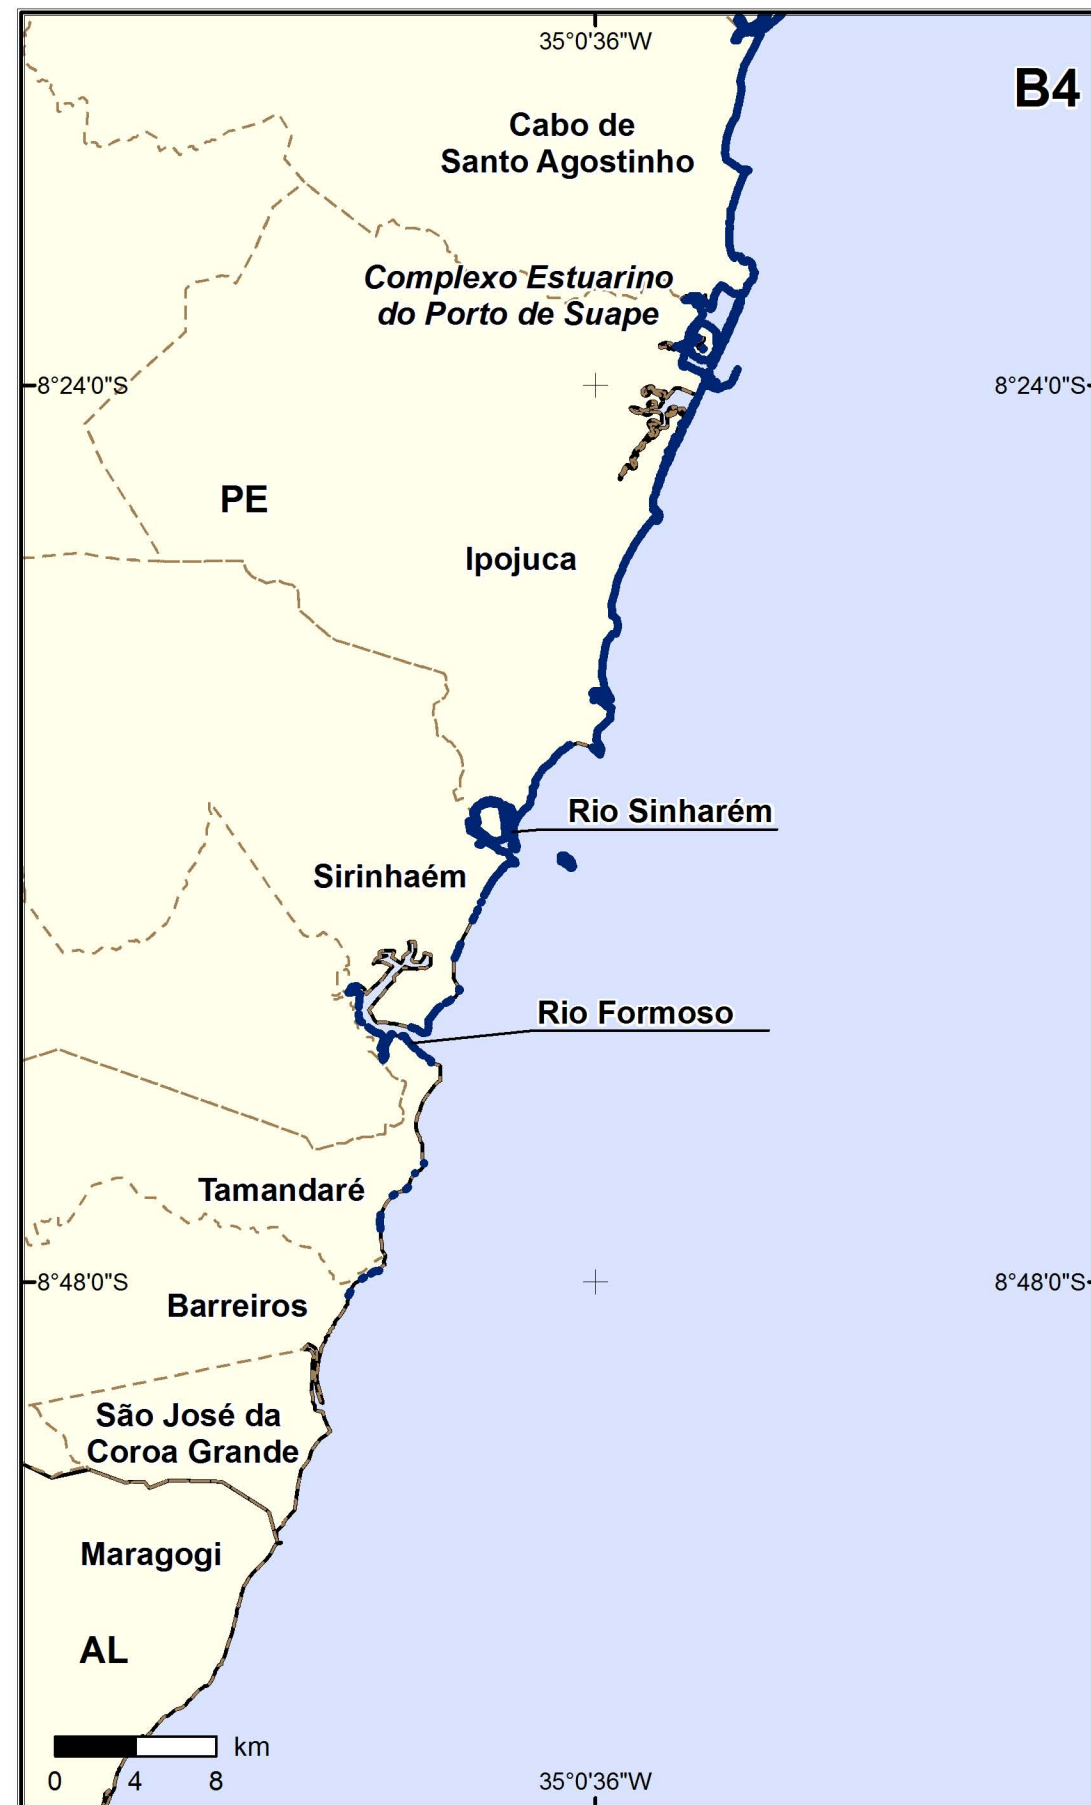 35°0'36"W
B4
Cabo de
Santo Agostinho
Complexo Estuarino
do Porto de Suape
8°24'0"S
8°24'0"S
PE
Ipojuca
Rio Sinharém
Sirinhaém
Rio Formoso
Tamandaré
8°48'0"S
8°48'0"S
Barreiros
São José da
Coroa Grande
Maragogi
AL
km
0 4 8
35°0'36"W